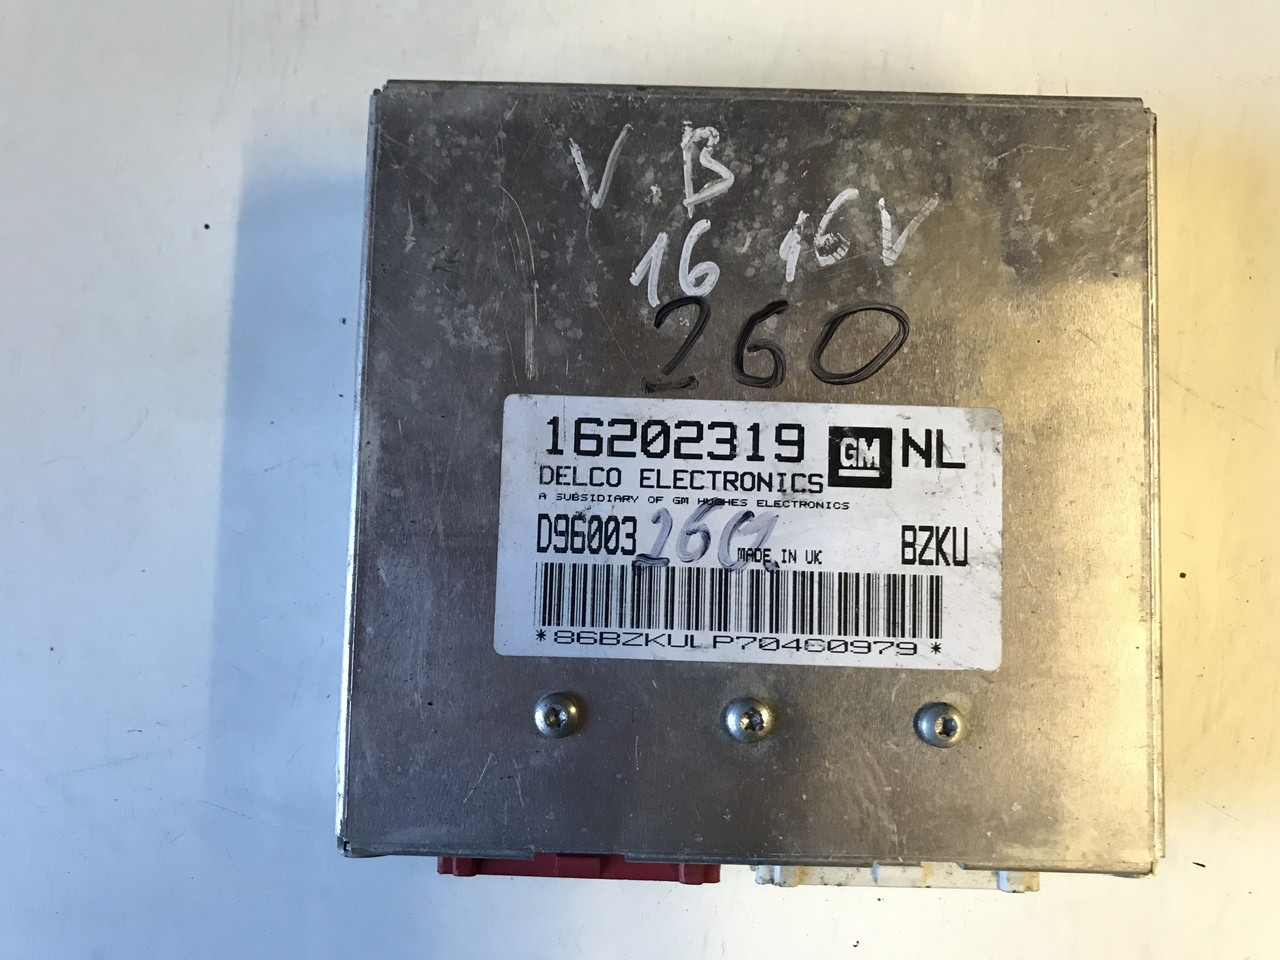 V.B
16 16V
260
16202319 GM NL
DELCO ELECTRONICS
A SUBSIDIARY OF GM HUGHES ELECTRONICS
D96003 MADE IN UK BZKU
*86BZKULP70460979*